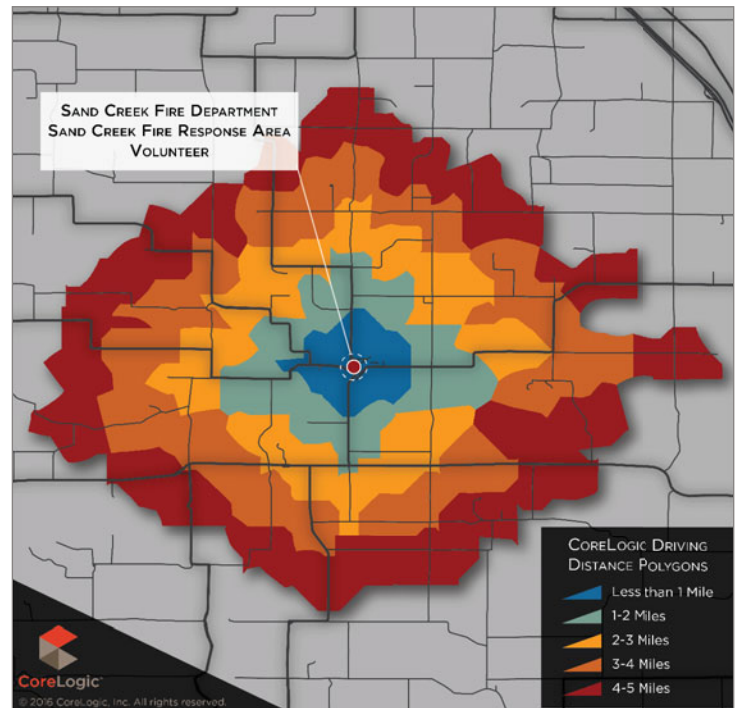 SAND CREEK FIRE DEPARTMENT
SAND CREEK FIRE RESPONSE AREA
VOLUNTEER
CORELOGIC DRIVING
DISTANCE POLYGONS
Less than 1 Mile
1-2 Miles
2-3 Miles
3-4 Miles
4-5 Miles
CoreLogic
© 2016 CoreLogic, Inc. All rights reserved.